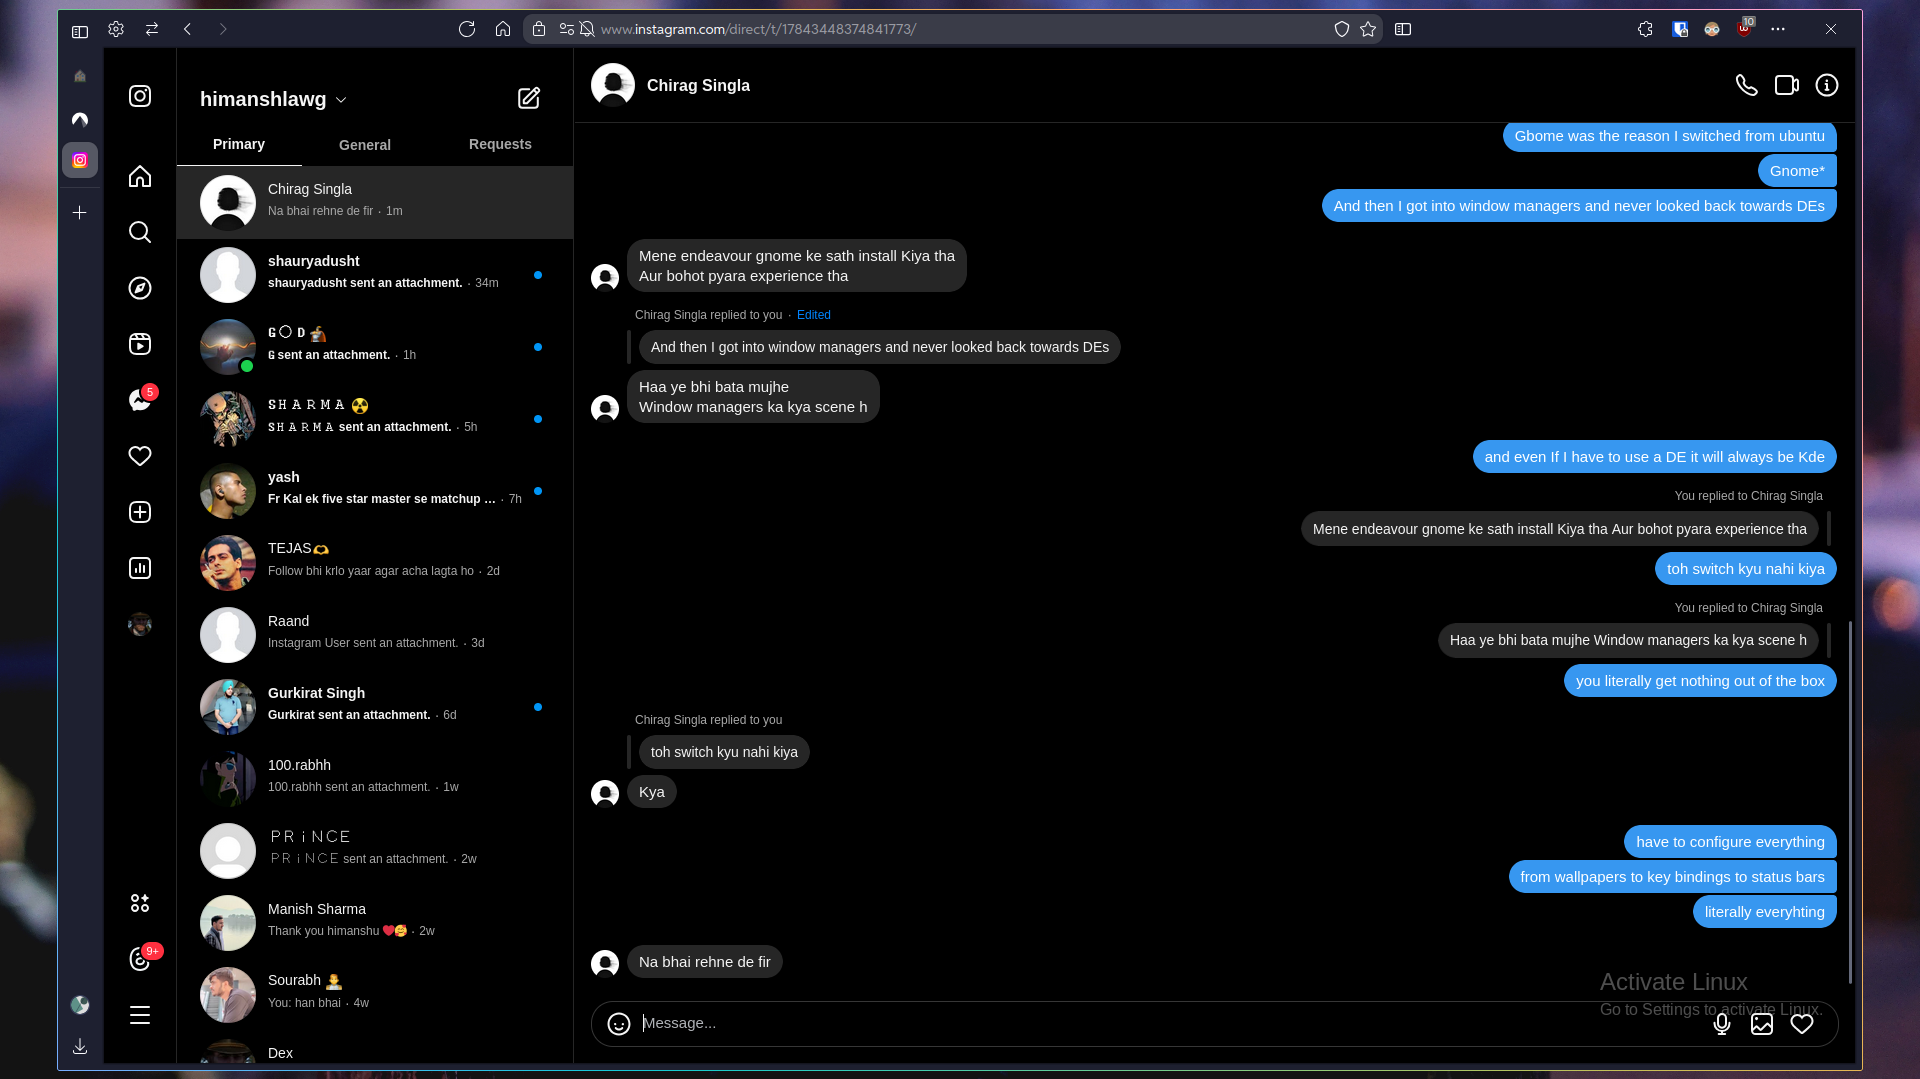 www.instagram.com/direct/t/17843448374841773/
10
himanshlawg
Primary
General
Requests
Chirag Singla
Na bhai rehne de fir · 1m
shauryadusht
shauryadusht sent an attachment. · 34m
G〇D
G sent an attachment. · 1h
SHARMA ☢️
SHARMA sent an attachment. · 5h
yash
Fr Kal ek five star master se matchup ... · 7h
TEJAS🫶
Follow bhi krlo yaar agar acha lagta ho · 2d
Raand
Instagram User sent an attachment. · 3d
Gurkirat Singh
Gurkirat sent an attachment. · 6d
100.rabhh
100.rabhh sent an attachment. · 1w
PRiNCE
PRiNCE sent an attachment. · 2w
Manish Sharma
Thank you himanshu ❤️🥰 · 2w
Sourabh
You: han bhai · 4w
Dex
5
9+
Chirag Singla
Gbome was the reason I switched from ubuntu
Gnome*
And then I got into window managers and never looked back towards DEs
Mene endeavour gnome ke sath install Kiya tha
Aur bohot pyara experience tha
Chirag Singla replied to you · Edited
And then I got into window managers and never looked back towards DEs
Haa ye bhi bata mujhe
Window managers ka kya scene h
and even If I have to use a DE it will always be Kde
You replied to Chirag Singla
Mene endeavour gnome ke sath install Kiya tha Aur bohot pyara experience tha
toh switch kyu nahi kiya
You replied to Chirag Singla
Haa ye bhi bata mujhe Window managers ka kya scene h
you literally get nothing out of the box
Chirag Singla replied to you
toh switch kyu nahi kiya
Kya
have to configure everything
from wallpapers to key bindings to status bars
literally everyhting
Na bhai rehne de fir
Message...
Activate Linux
Go to Settings to activate Linux.